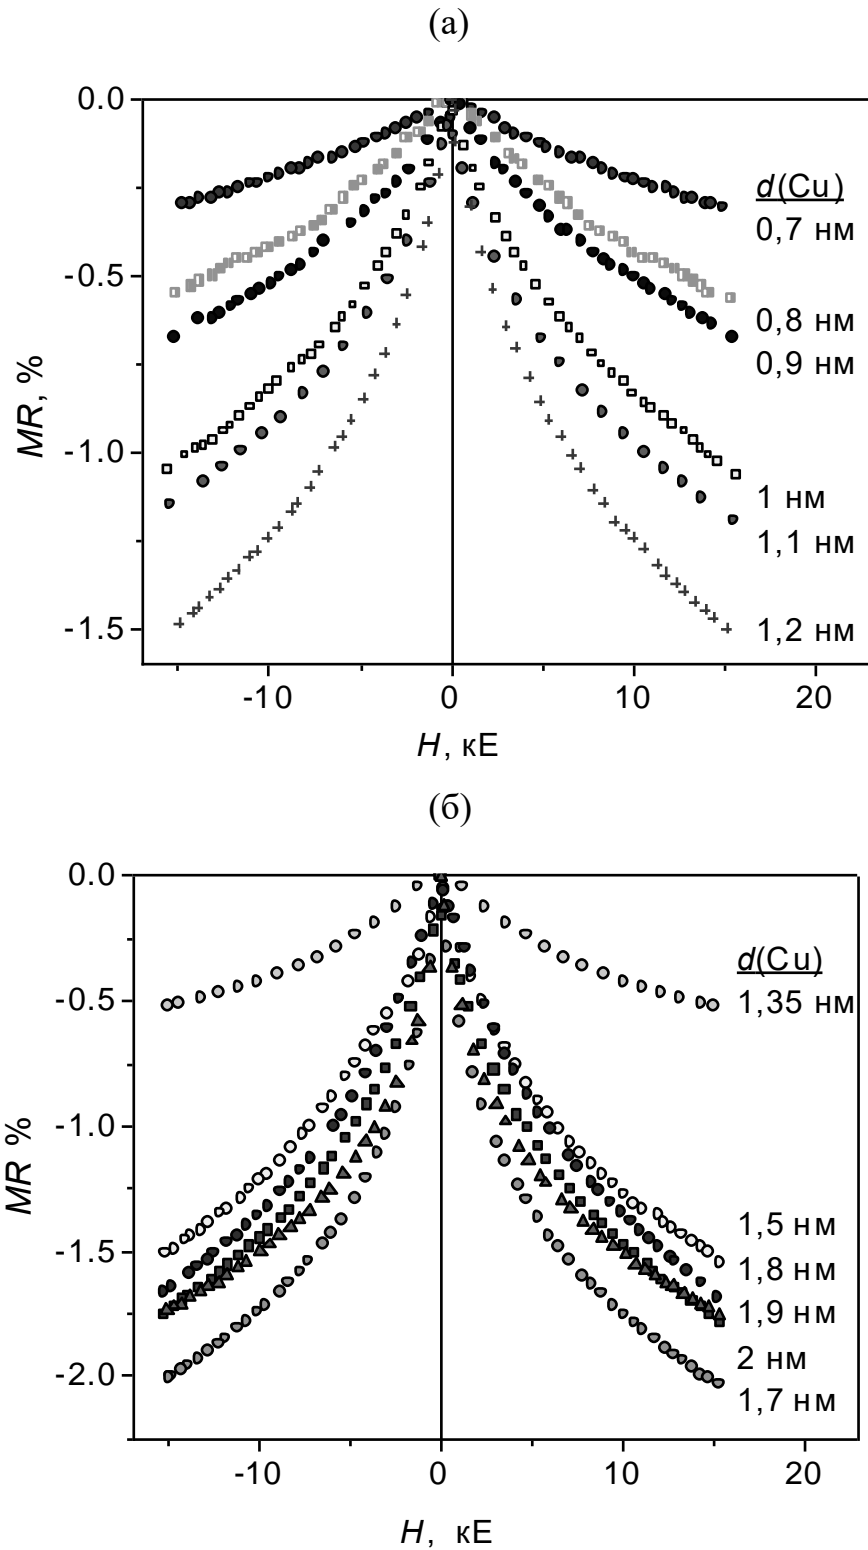 (а)
0.0
-0.5
-1.0
-1.5
MR, %
d(Cu)
0,7 нм
0,8 нм
0,9 нм
1 нм
1,1 нм
1,2 нм
-10 0 10 20
H, кЕ
(б)
0.0
-0.5
-1.0
-1.5
-2.0
MR %
d(Cu)
1,35 нм
1,5 нм
1,8 нм
1,9 нм
2 нм
1,7 нм
-10 0 10 20
H, кЕ